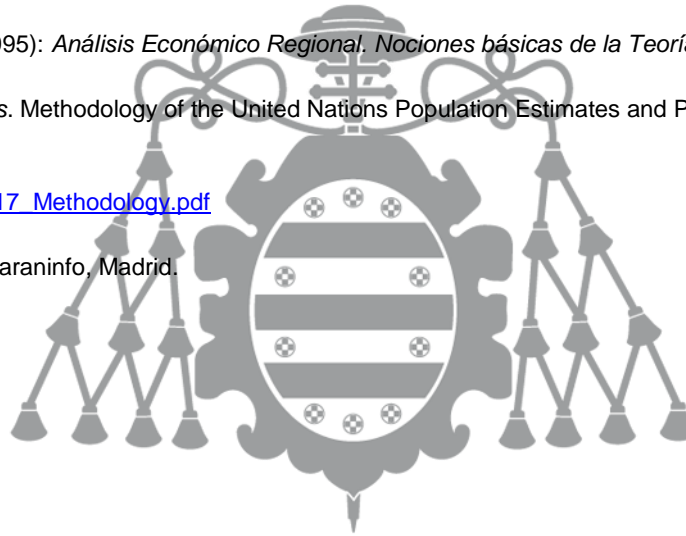 995): Análisis Económico Regional. Nociones básicas de la Teoría
s. Methodology of the United Nations Population Estimates and P
17_Methodology.pdf
araninfo, Madrid.